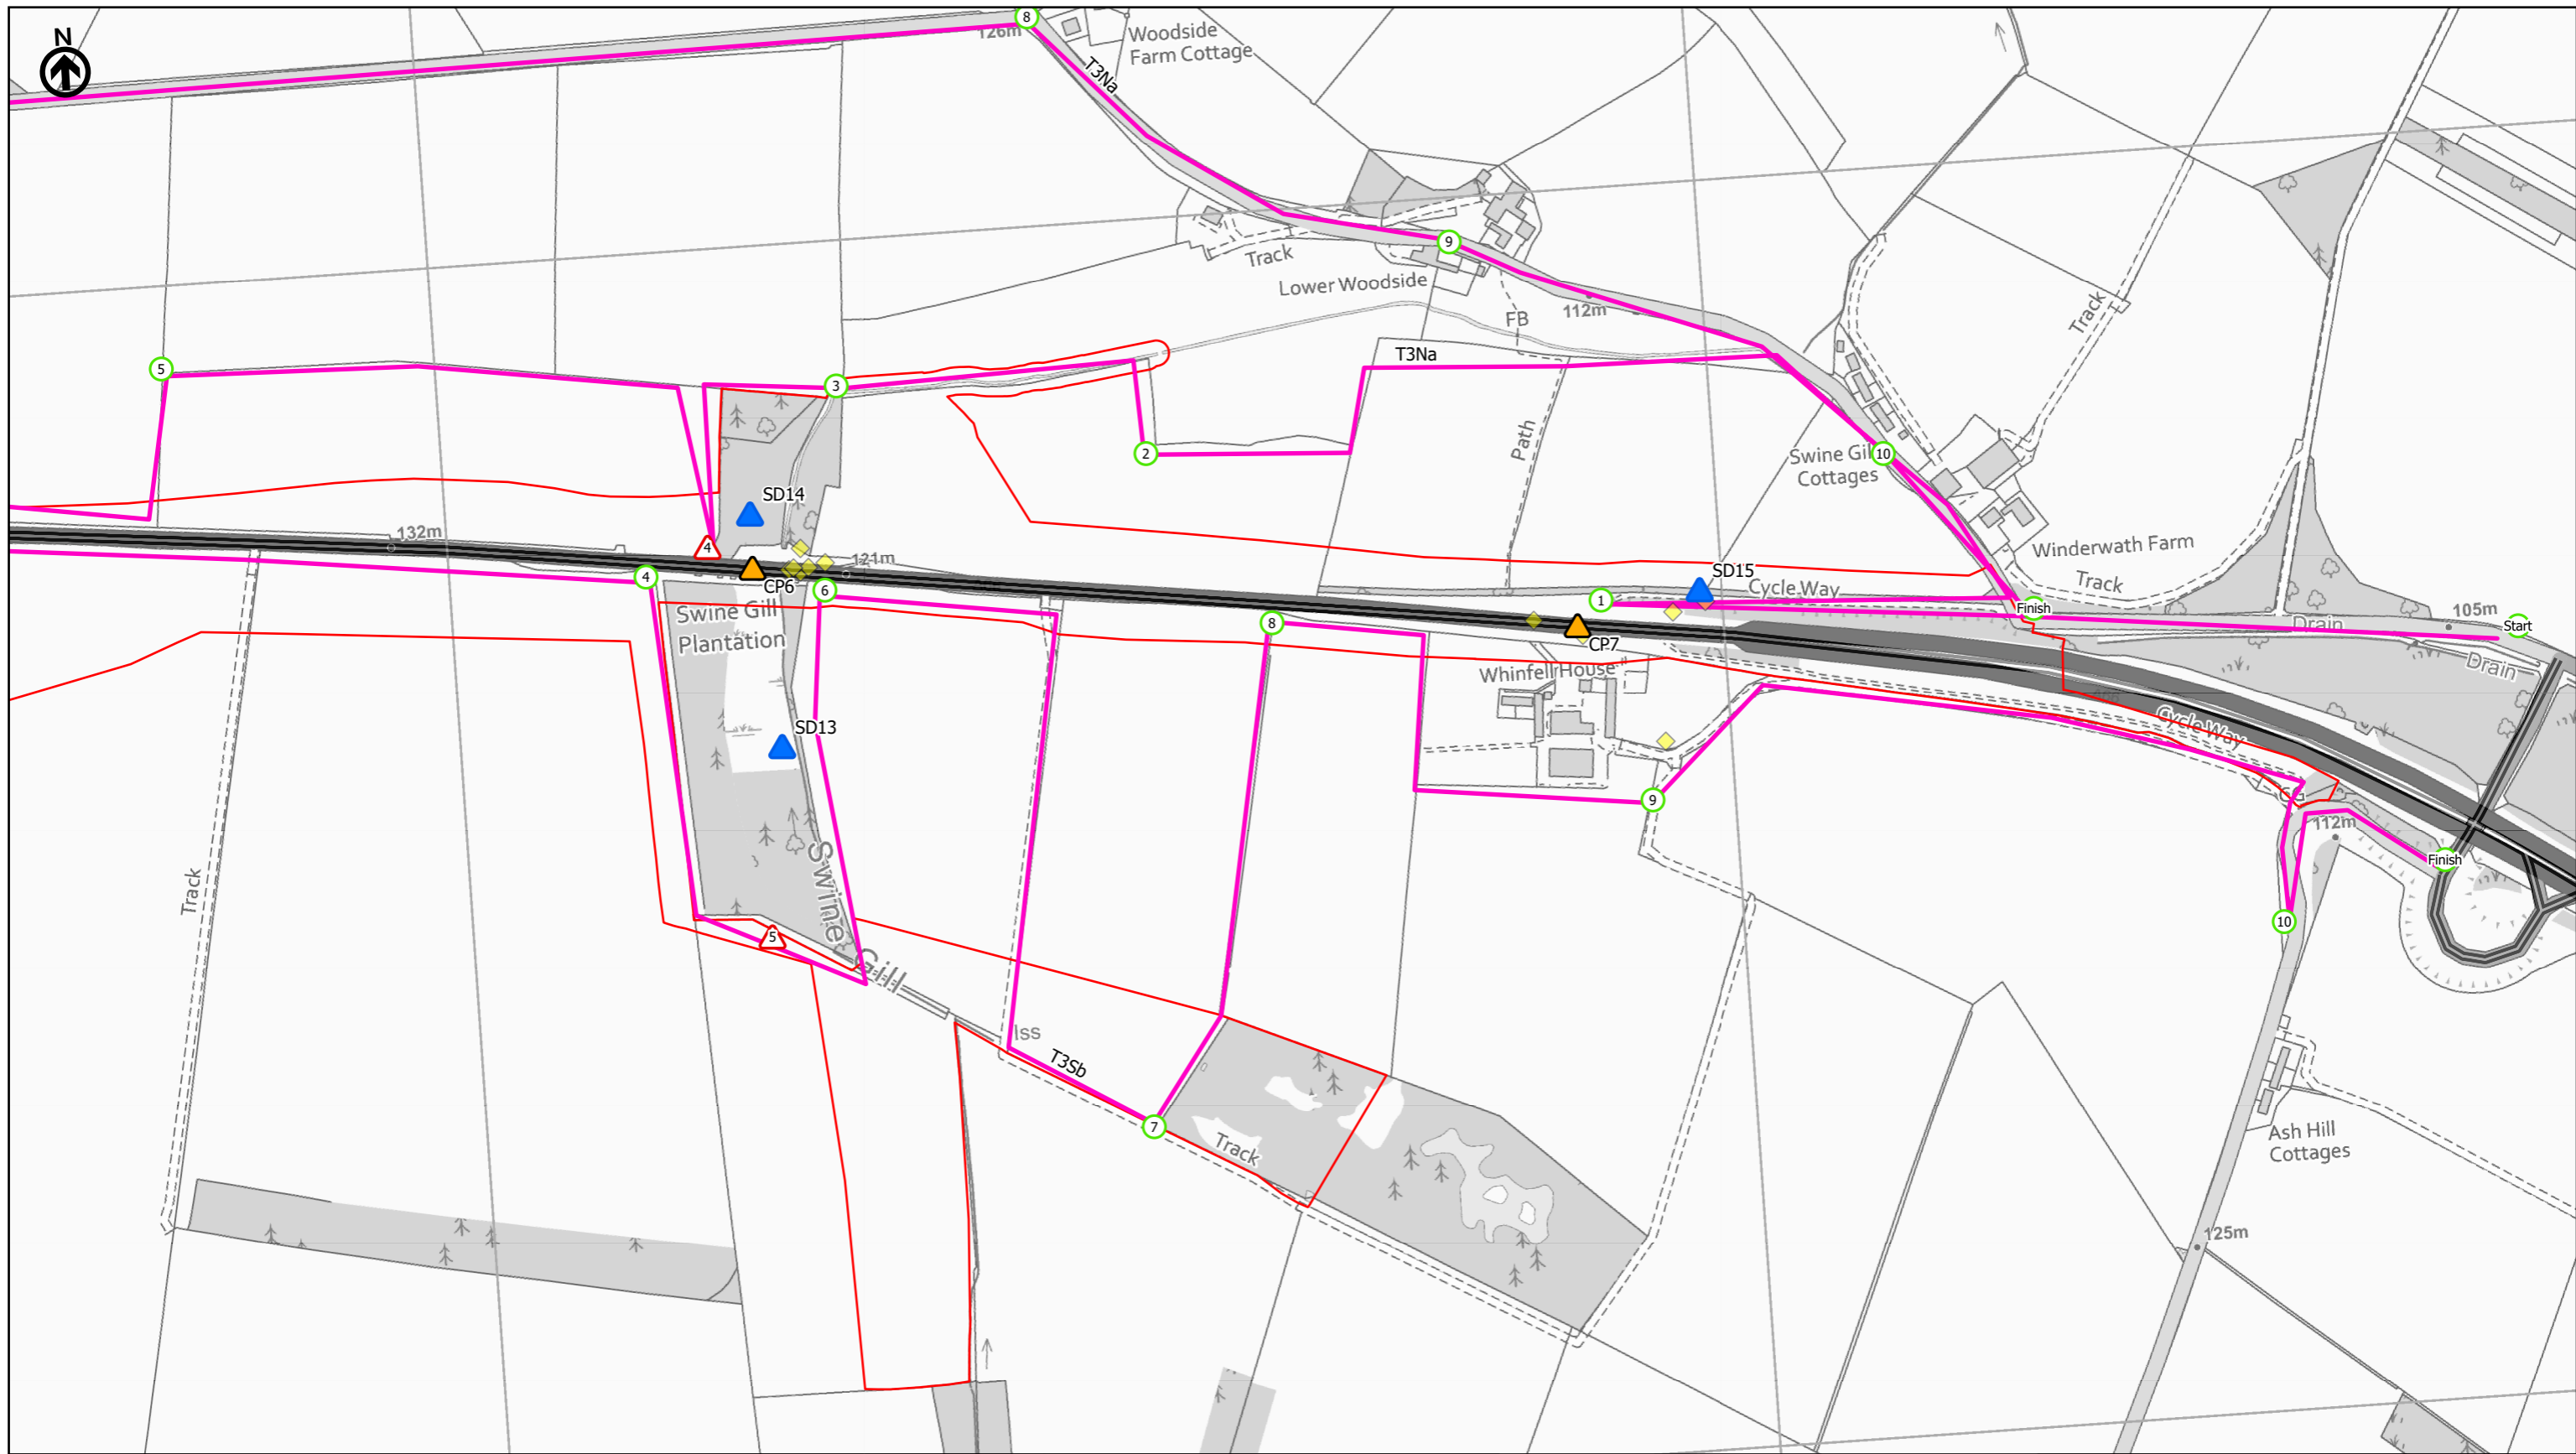 N
8
126m
Woodside
Farm Cottage
T3Na
9
Track
Lower Woodside
FB
112m
Track
T3Na
5
3
2
Path
Swine Gill
Cottages
10
SD14
132m
4
121m
CP6
4
6
Swine Gill
Plantation
SD15
1
Cycle Way
Winderwath Farm
Track
Finish
105m
Start
Drain
Drain
8
CP7
Whinfell House
SD13
Cycle Way
9
CG
112m
Finish
Track
Swine Gill
5
10
Iss
T3Sb
7
Track
Ash Hill
Cottages
125m